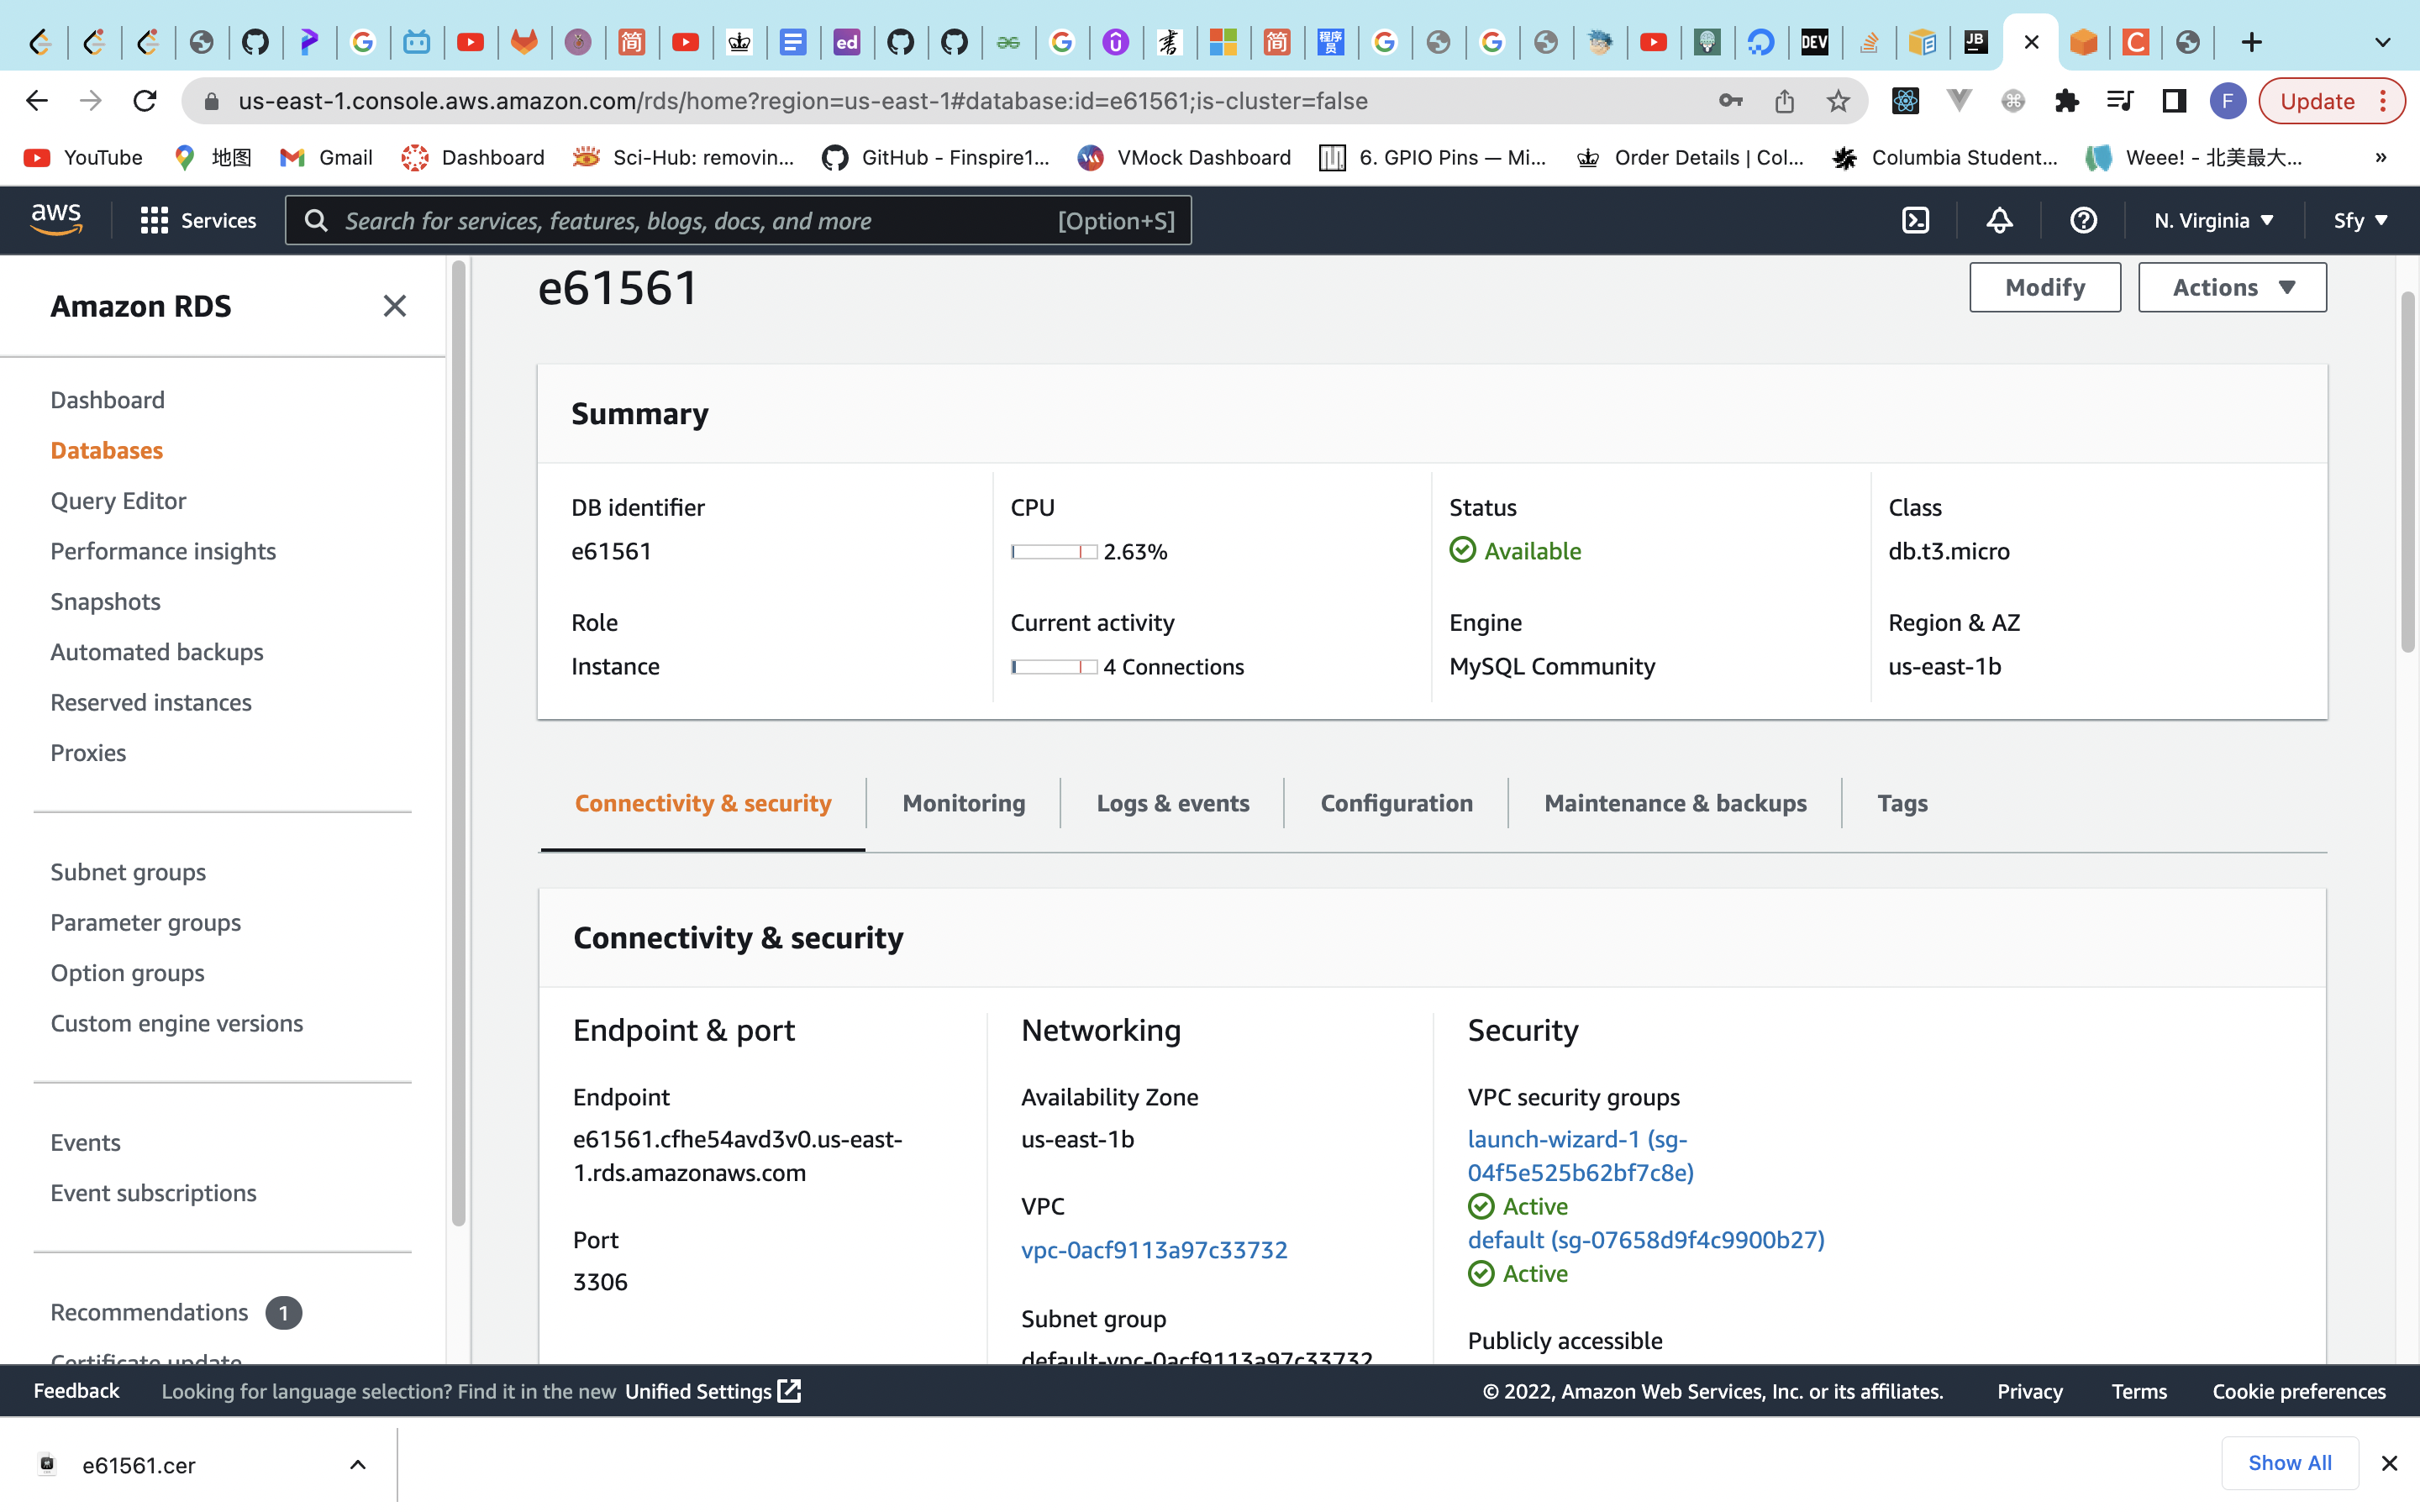 us-east-1.console.aws.amazon.com/rds/home?region=us-east-1#database:id=e61561;is-cluster=false
Update
YouTube
地图
Gmail
Dashboard
Sci-Hub: removin...
GitHub - Finspire1...
VMock Dashboard
6. GPIO Pins — Mi...
Order Details | Col...
Columbia Student...
Weee! - 北美最大...
»
aws
Services
Search for services, features, blogs, docs, and more
[Option+S]
N. Virginia
Sfy
Amazon RDS
Dashboard
Databases
Query Editor
Performance insights
Snapshots
Automated backups
Reserved instances
Proxies
Subnet groups
Parameter groups
Option groups
Custom engine versions
Events
Event subscriptions
Recommendations 1
Certificate update
e61561
Modify
Actions
Summary
DB identifier
e61561
CPU
2.63%
Status
Available
Class
db.t3.micro
Role
Instance
Current activity
4 Connections
Engine
MySQL Community
Region & AZ
us-east-1b
Connectivity & security
Monitoring
Logs & events
Configuration
Maintenance & backups
Tags
Connectivity & security
Endpoint & port
Endpoint
e61561.cfhe54avd3v0.us-east-
1.rds.amazonaws.com
Port
3306
Networking
Availability Zone
us-east-1b
VPC
vpc-0acf9113a97c33732
Subnet group
default-vpc-0acf9113a97c33732
Security
VPC security groups
launch-wizard-1 (sg-
04f5e525b62bf7c8e)
Active
default (sg-07658d9f4c9900b27)
Active
Publicly accessible
Feedback
Looking for language selection? Find it in the new Unified Settings
© 2022, Amazon Web Services, Inc. or its affiliates.
Privacy
Terms
Cookie preferences
e61561.cer
Show All